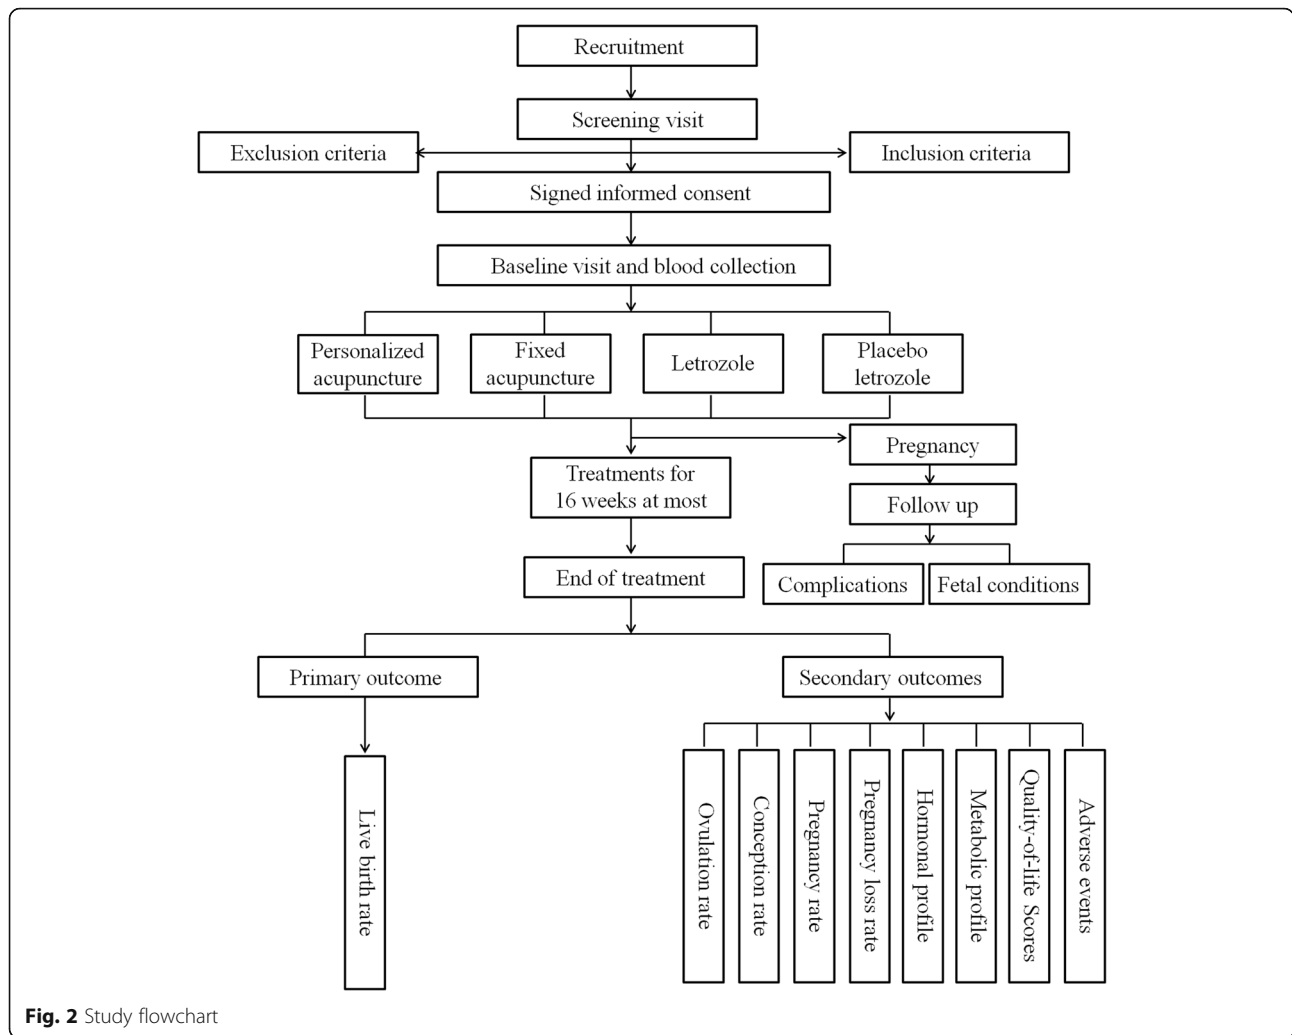 Recruitment
Screening visit
Exclusion criteria
Inclusion criteria
Signed informed consent
Baseline visit and blood collection
Personalized
acupuncture
Fixed
acupuncture
Letrozole
Placebo
letrozole
Pregnancy
Treatments for
16 weeks at most
Follow up
End of treatment
Complications
Fetal conditions
Primary outcome
Secondary outcomes
Live birth rate
Ovulation rate
Conception rate
Pregnancy rate
Pregnancy loss rate
Hormonal profile
Metabolic profile
Quality-of-life Scores
Adverse events
Fig. 2 Study flowchart